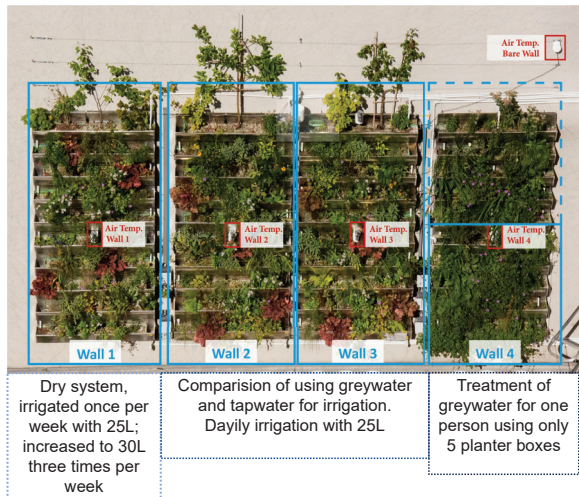 Air Temp.
Bare Wall
Air Temp.
Wall 1
Air Temp.
Wall 2
Air Temp.
Wall 3
Air Temp.
Wall 4
Wall 1
Wall 2
Wall 3
Wall 4
Dry system,
irrigated once per
week with 25L;
increased to 30L
three times per
week
Comparision of using greywater
and tapwater for irrigation.
Dayily irrigation with 25L
Treatment of
greywater for one
person using only
5 planter boxes